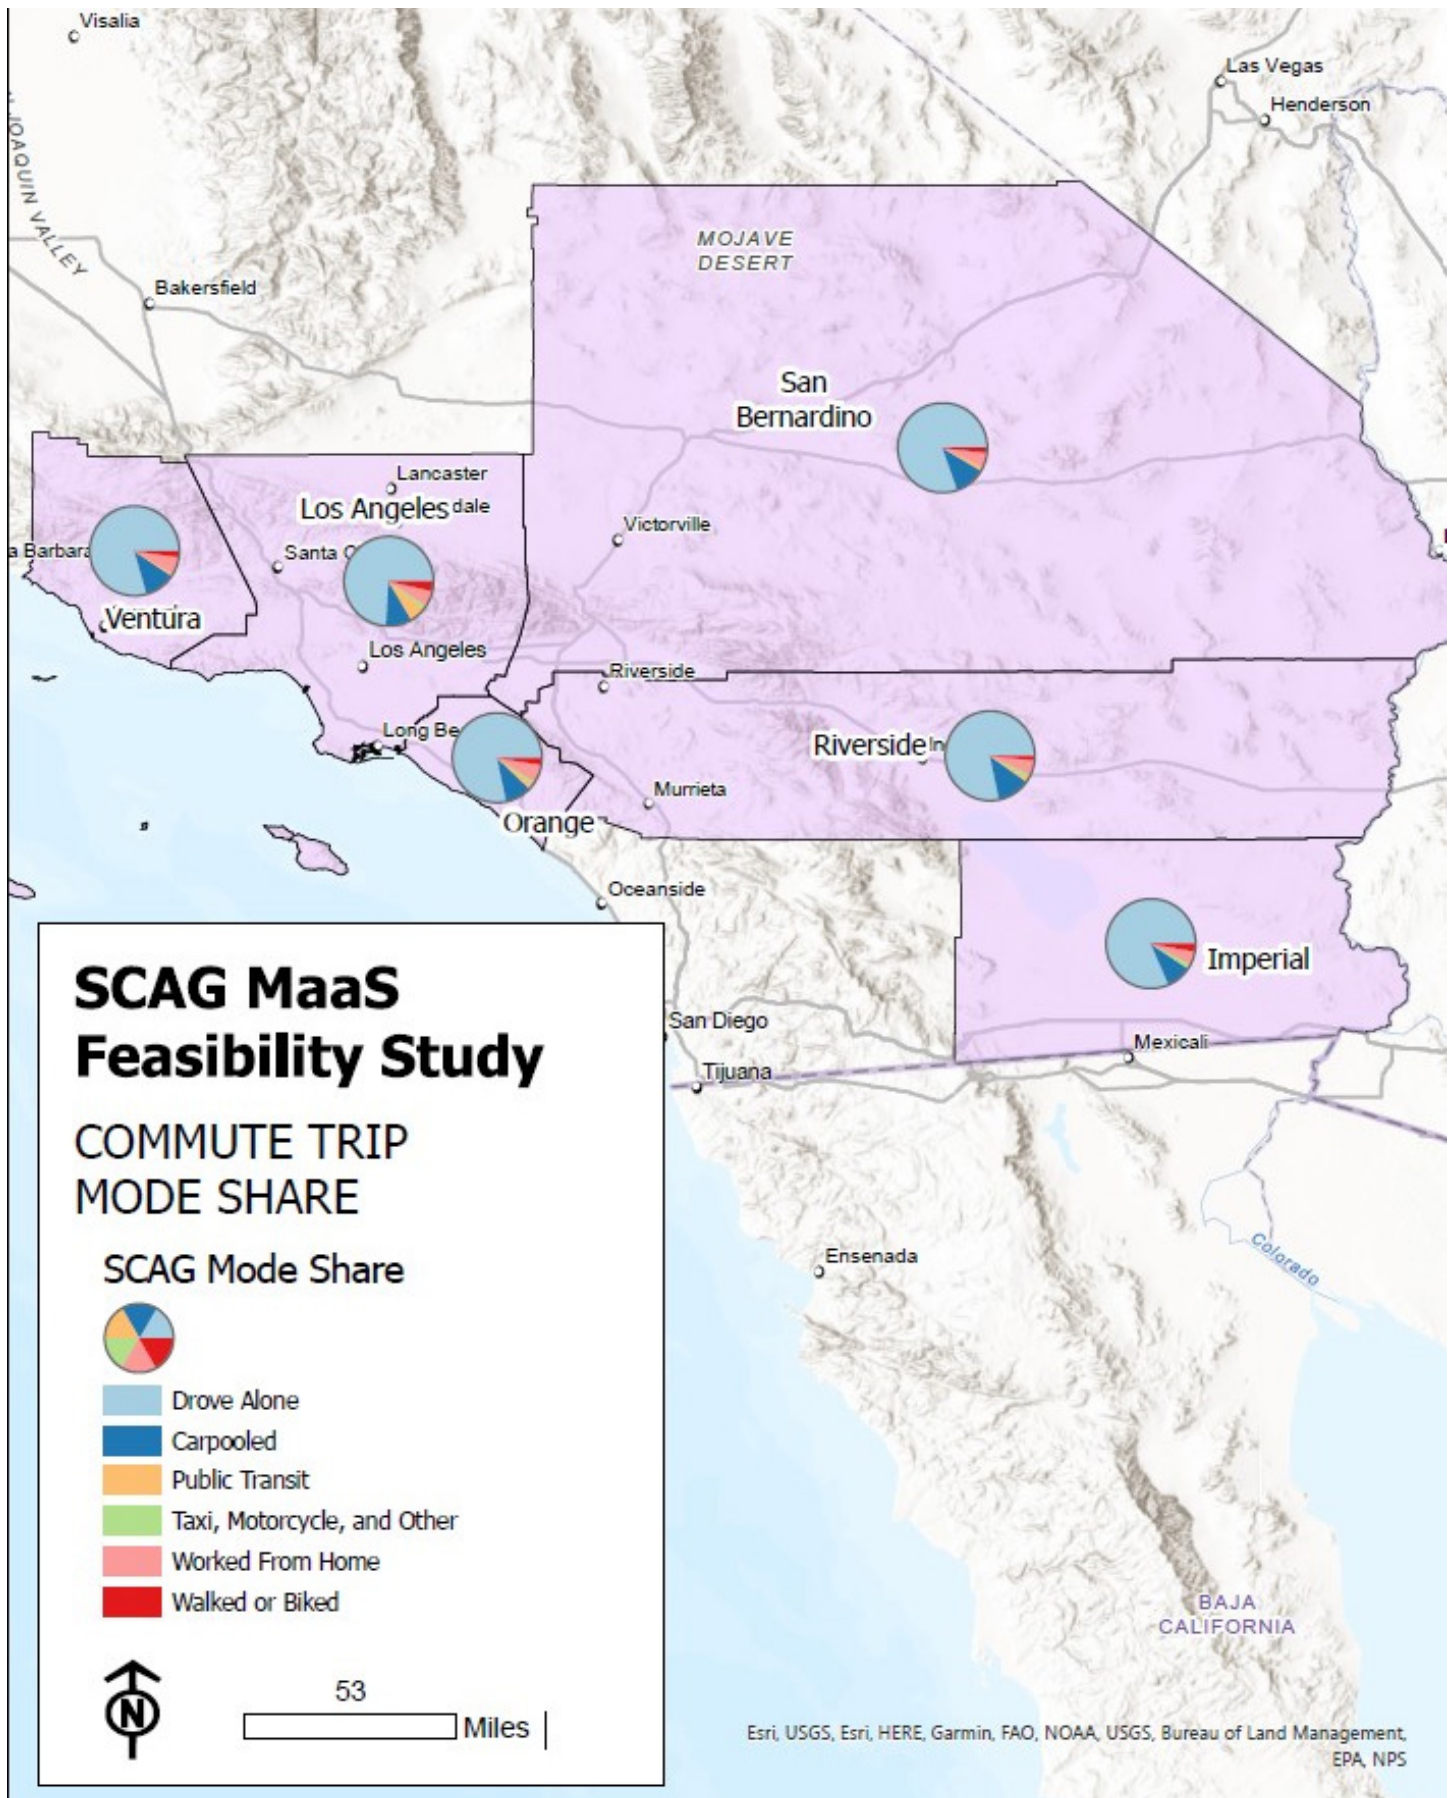 Visalia
Las Vegas
Henderson
JOAQUIN VALLEY
MOJAVE
DESERT
Bakersfield
San
Bernardino
Lancaster
Los Angeles
dale
Victorville
a Barbara
Santa C
Ventura
Los Angeles
Riverside
Long Be
Riverside
In
Murrieta
Orange
Oceanside
Imperial
San Diego
Mexicali
Tijuana
Ensenada
Colorado
BAJA
CALIFORNIA
SCAG MaaS
Feasibility Study
COMMUTE TRIP
MODE SHARE
SCAG Mode Share
Drove Alone
Carpooled
Public Transit
Taxi, Motorcycle, and Other
Worked From Home
Walked or Biked
N
53
Miles
Esri, USGS, Esri, HERE, Garmin, FAO, NOAA, USGS, Bureau of Land Management,
EPA, NPS